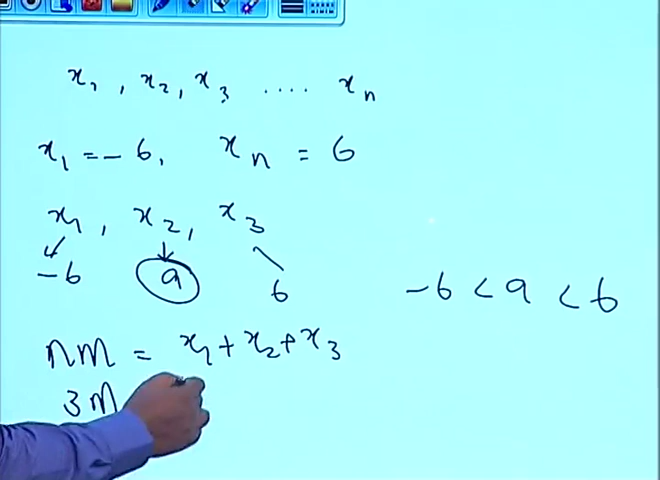 x₁, x₂, x₃ .... xₙ
x₁ = -6, xₙ = 6
x₁, x₂, x₃
-6 a 6 -6 < a < 6
nm = x₁+x₂+x₃
3m